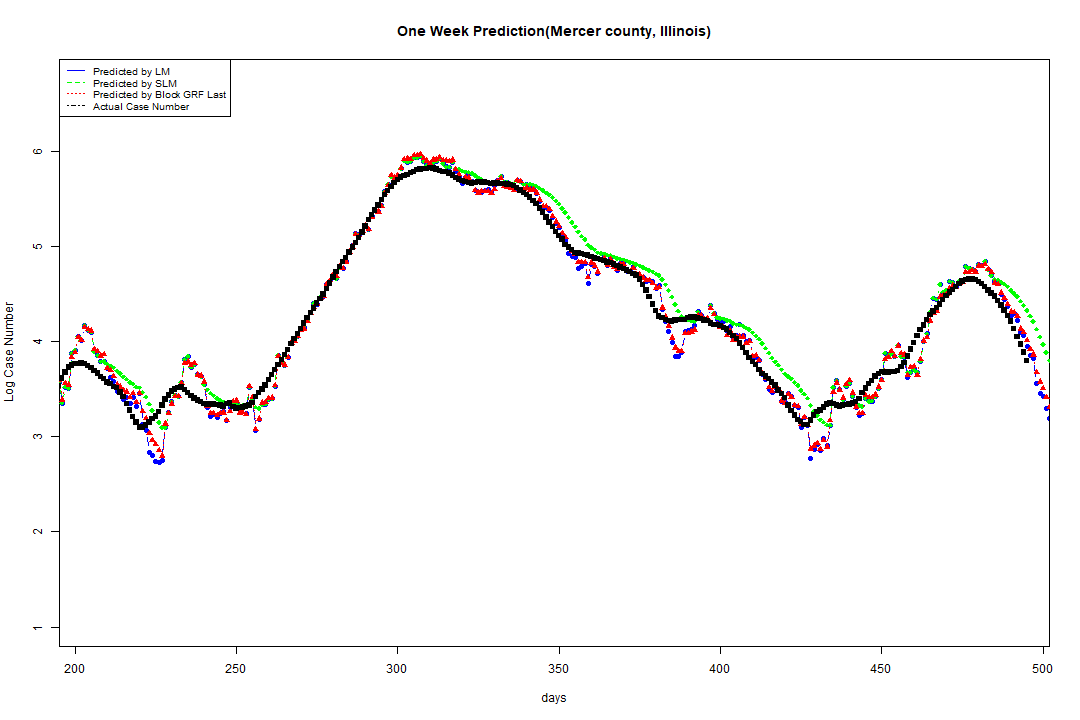 One Week Prediction(Mercer county, Illinois)
Predicted by LM
Predicted by SLM
Predicted by Block GRF Last
Actual Case Number
Log Case Number
6
5
4
3
2
1
200 250 300 350 400 450 500
days